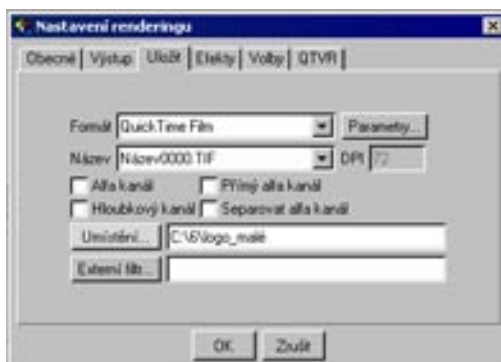 Nastavení renderingu
Obecné Výstup Uložit Efekty Volby QTVR
Formát QuickTime Film Parametry...
Název Název0000.TIF DPI 72
Alfa kanál Přímý alfa kanál
Hloubkový kanál Separovat alfa kanál
Umístění... C:\6\logo_malé
Externí filtr...
OK Zrušit